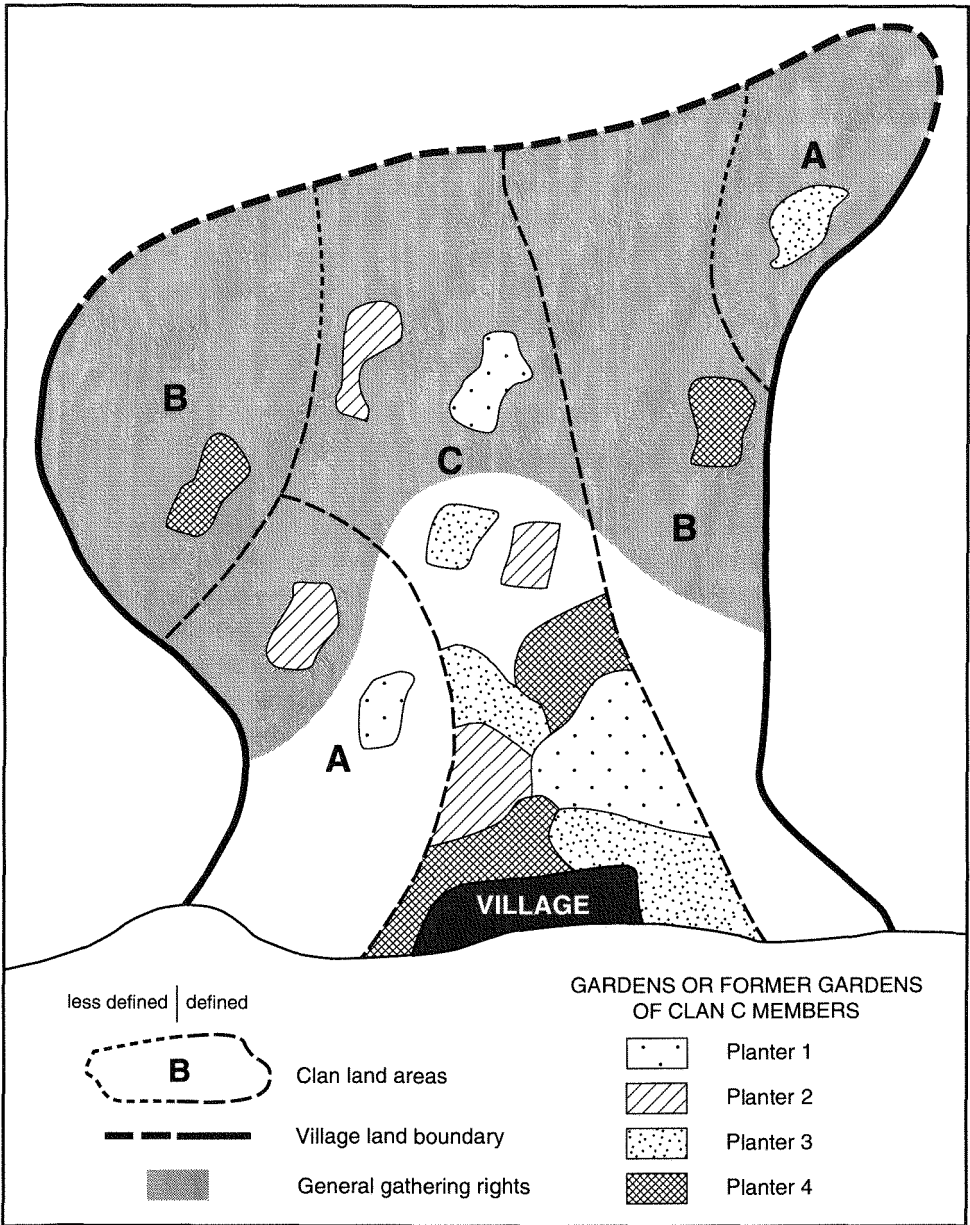 A
B
C
B
A
VILLAGE
less defined | defined
B
Clan land areas
Village land boundary
General gathering rights
GARDENS OR FORMER GARDENS
OF CLAN C MEMBERS
Planter 1
Planter 2
Planter 3
Planter 4